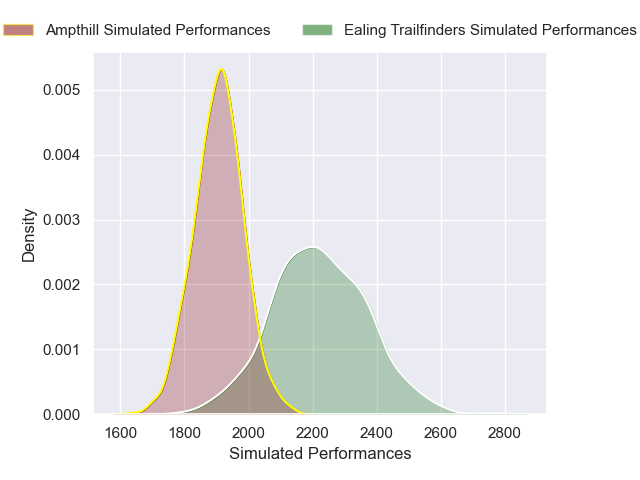 Ampthill Simulated Performances
Ealing Trailfinders Simulated Performances
0.005
0.004
0.003
0.002
0.001
0.000
Density
1600 1800 2000 2200 2400 2600 2800
Simulated Performances